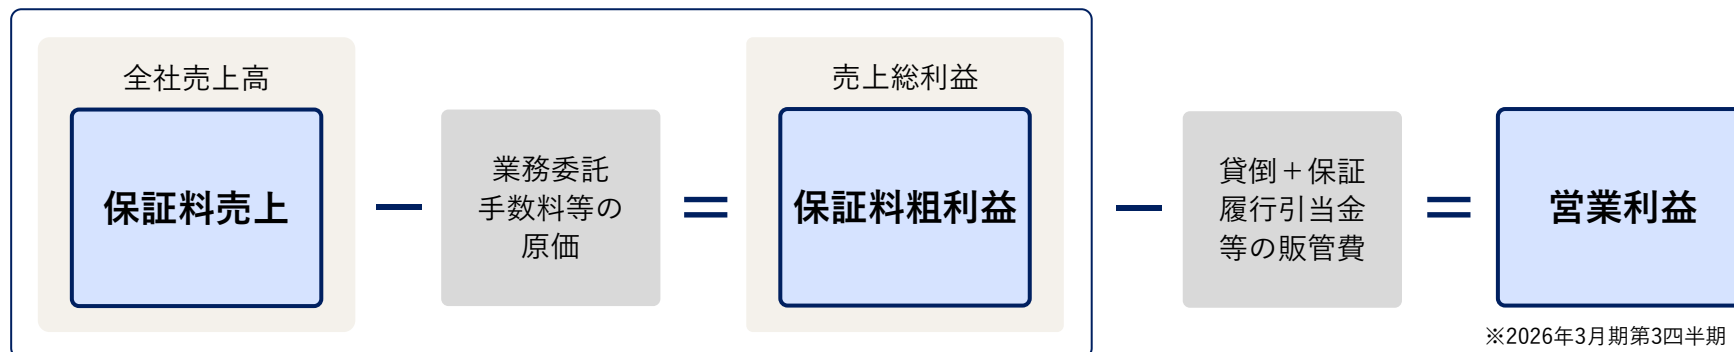 全社売上高
保証料売上
ー
業務委託
手数料等の
原価
＝
売上総利益
保証料粗利益
ー
貸倒＋保証
履行引当金
等の販管費
＝
営業利益
※2026年3月期第3四半期